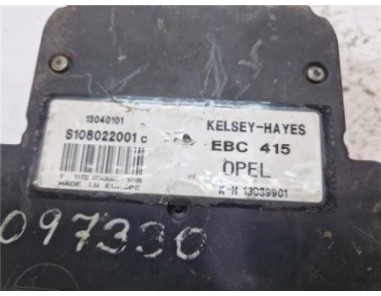 13040101
S108022001 c
KELSEY-HAYES
EBC 415
OPEL
K-H 13039901
MADE IN EUROPE
097330